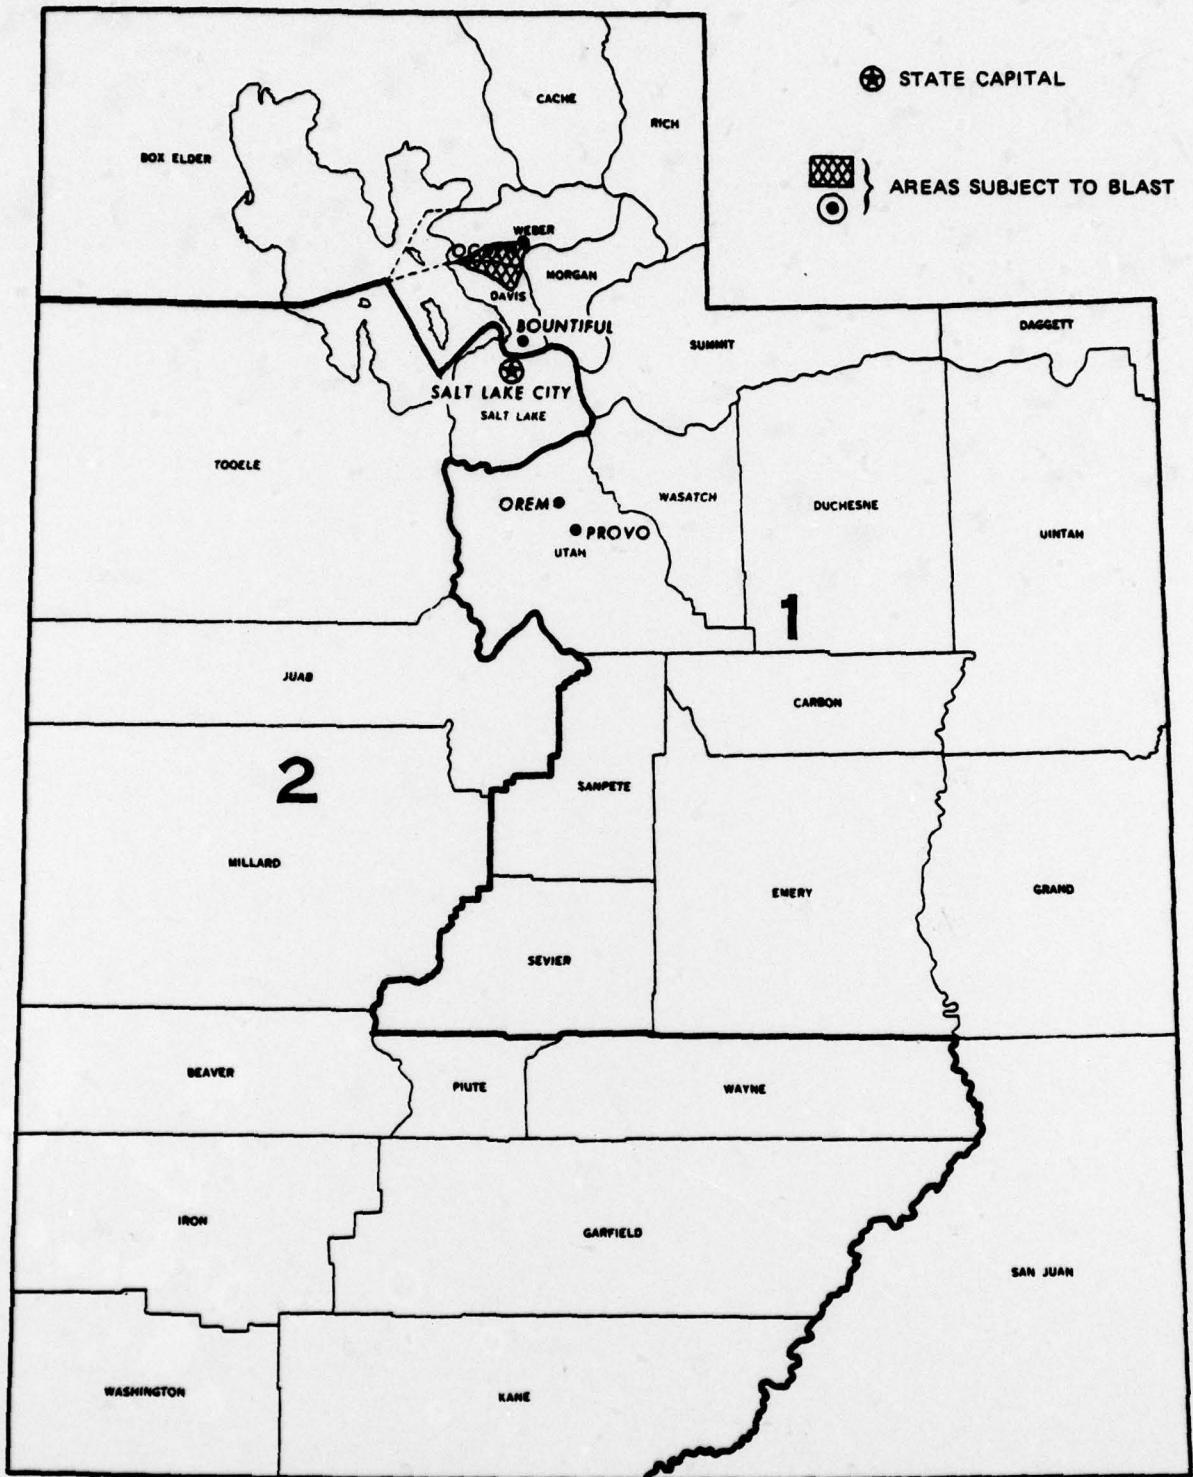 STATE CAPITAL
AREAS SUBJECT TO BLAST
CACHE
RICH
BOX ELDER
WEBER
MORGAN
DAVIS
BOUNTIFUL
SUMMIT
DAGGETT
SALT LAKE CITY
SALT LAKE
TOOELE
OREM
WASATCH
DUCHESNE
UINTAH
PROVO
UTAH
1
JUAB
CARBON
2
SANPETE
MILLARD
EMERY
GRAND
SEVIER
BEAVER
PIUTE
WAYNE
IRON
GARFIELD
SAN JUAN
WASHINGTON
KANE